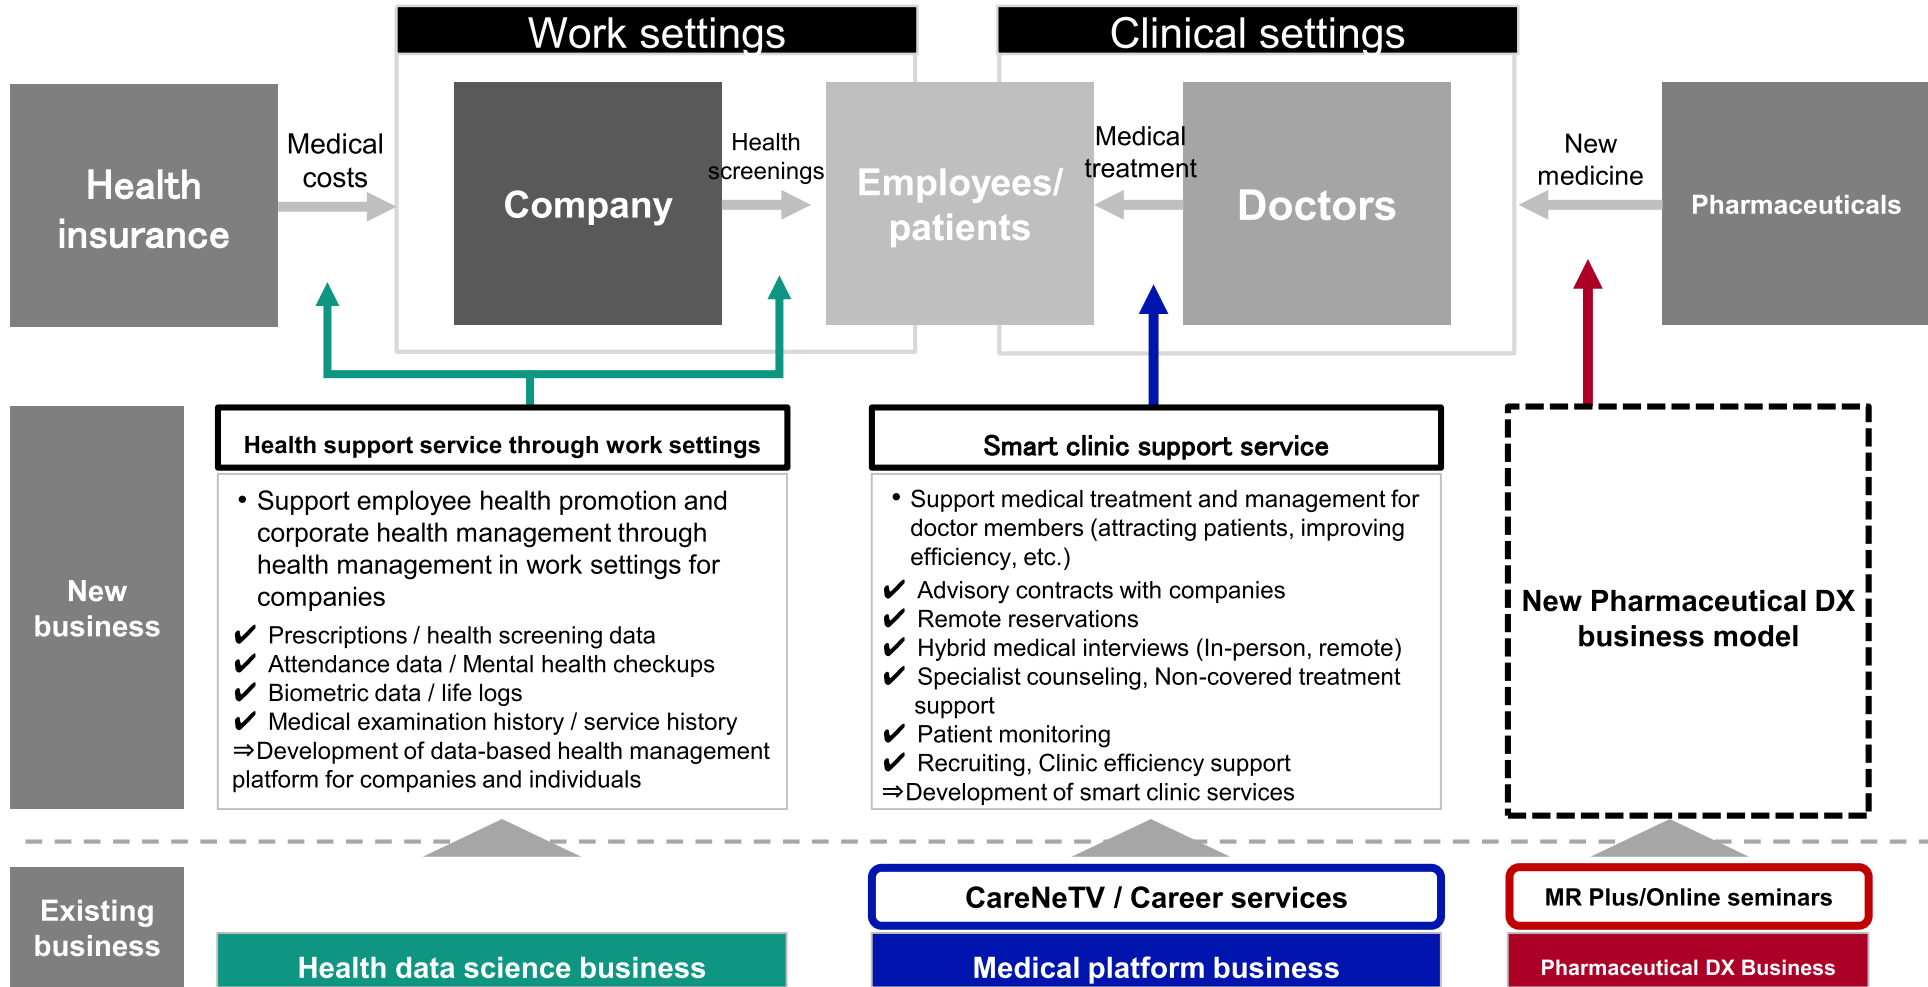 Work settings
Clinical settings
Health
insurance
Medical
costs
Company
Health
screenings
Employees/
patients
Medical
treatment
Doctors
New
medicine
Pharmaceuticals
New
business
Health support service through work settings
• Support employee health promotion and
corporate health management through
health management in work settings for
companies
✔ Prescriptions / health screening data
✔ Attendance data / Mental health checkups
✔ Biometric data / life logs
✔ Medical examination history / service history
⇒Development of data-based health management
platform for companies and individuals
Smart clinic support service
• Support medical treatment and management for
doctor members (attracting patients, improving
efficiency, etc.)
✔ Advisory contracts with companies
✔ Remote reservations
✔ Hybrid medical interviews (In-person, remote)
✔ Specialist counseling, Non-covered treatment
support
✔ Patient monitoring
✔ Recruiting, Clinic efficiency support
⇒Development of smart clinic services
New Pharmaceutical DX
business model
Existing
business
Health data science business
CareNeTV / Career services
Medical platform business
MR Plus/Online seminars
Pharmaceutical DX Business